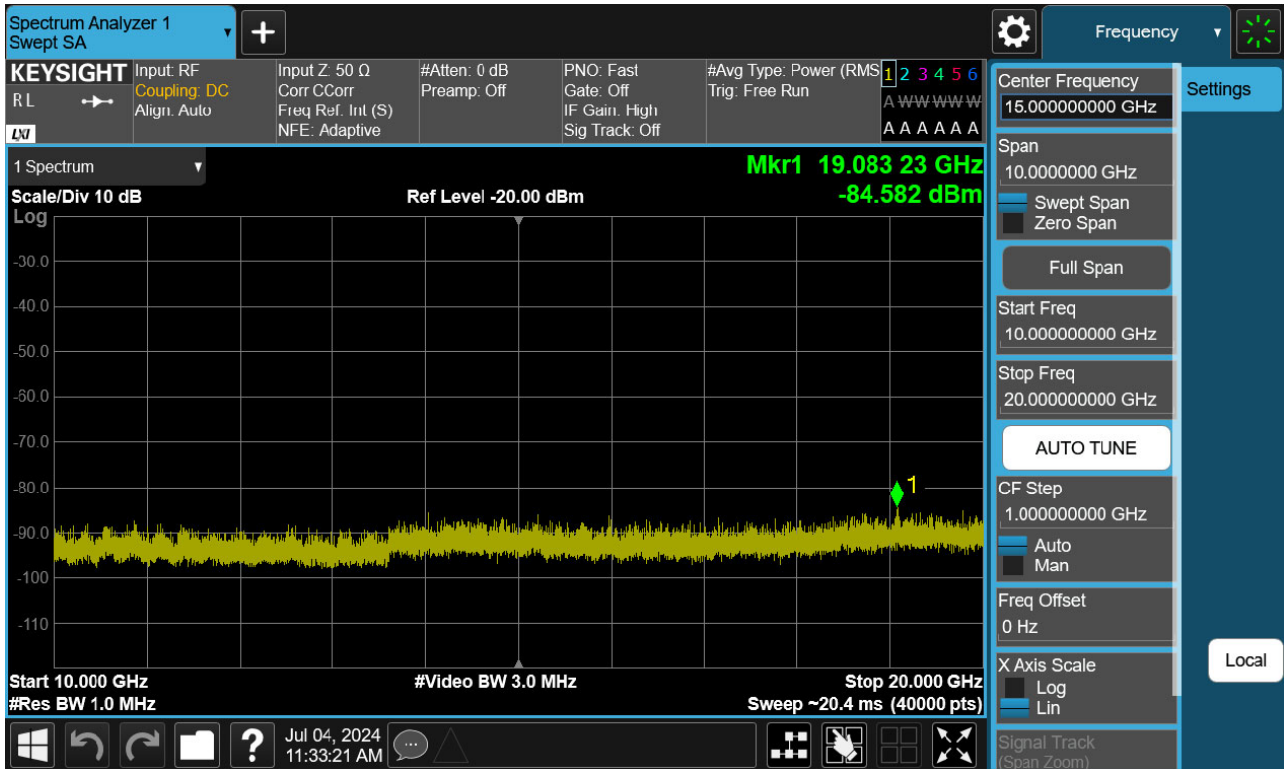 Spectrum Analyzer 1
Swept SA
+
Frequency
KEYSIGHT
R L
LXI
Input: RF
Coupling: DC
Align: Auto
Input Z: 50 Ω
Corr CCorr
Freq Ref: Int (S)
NFE: Adaptive
#Atten: 0 dB
Preamp: Off
PNO: Fast
Gate: Off
IF Gain: High
Sig Track: Off
#Avg Type: Power (RMS
Trig: Free Run
1 2 3 4 5 6
A W W W W W
A A A A A A
1 Spectrum
Mkr1 19.083 23 GHz
Scale/Div 10 dB
Ref Level -20.00 dBm
-84.582 dBm
Log
-30.0
-40.0
-50.0
-60.0
-70.0
-80.0
1
-90.0
-100
-110
Start 10.000 GHz
#Video BW 3.0 MHz
Stop 20.000 GHz
#Res BW 1.0 MHz
Sweep ~20.4 ms (40000 pts)
?
Jul 04, 2024
11:33:21 AM
Center Frequency
15.000000000 GHz
Settings
Span
10.0000000 GHz
Swept Span
Zero Span
Full Span
Start Freq
10.000000000 GHz
Stop Freq
20.000000000 GHz
AUTO TUNE
CF Step
1.000000000 GHz
Auto
Man
Freq Offset
0 Hz
X Axis Scale
Log
Lin
Local
Signal Track
(Span Zoom)